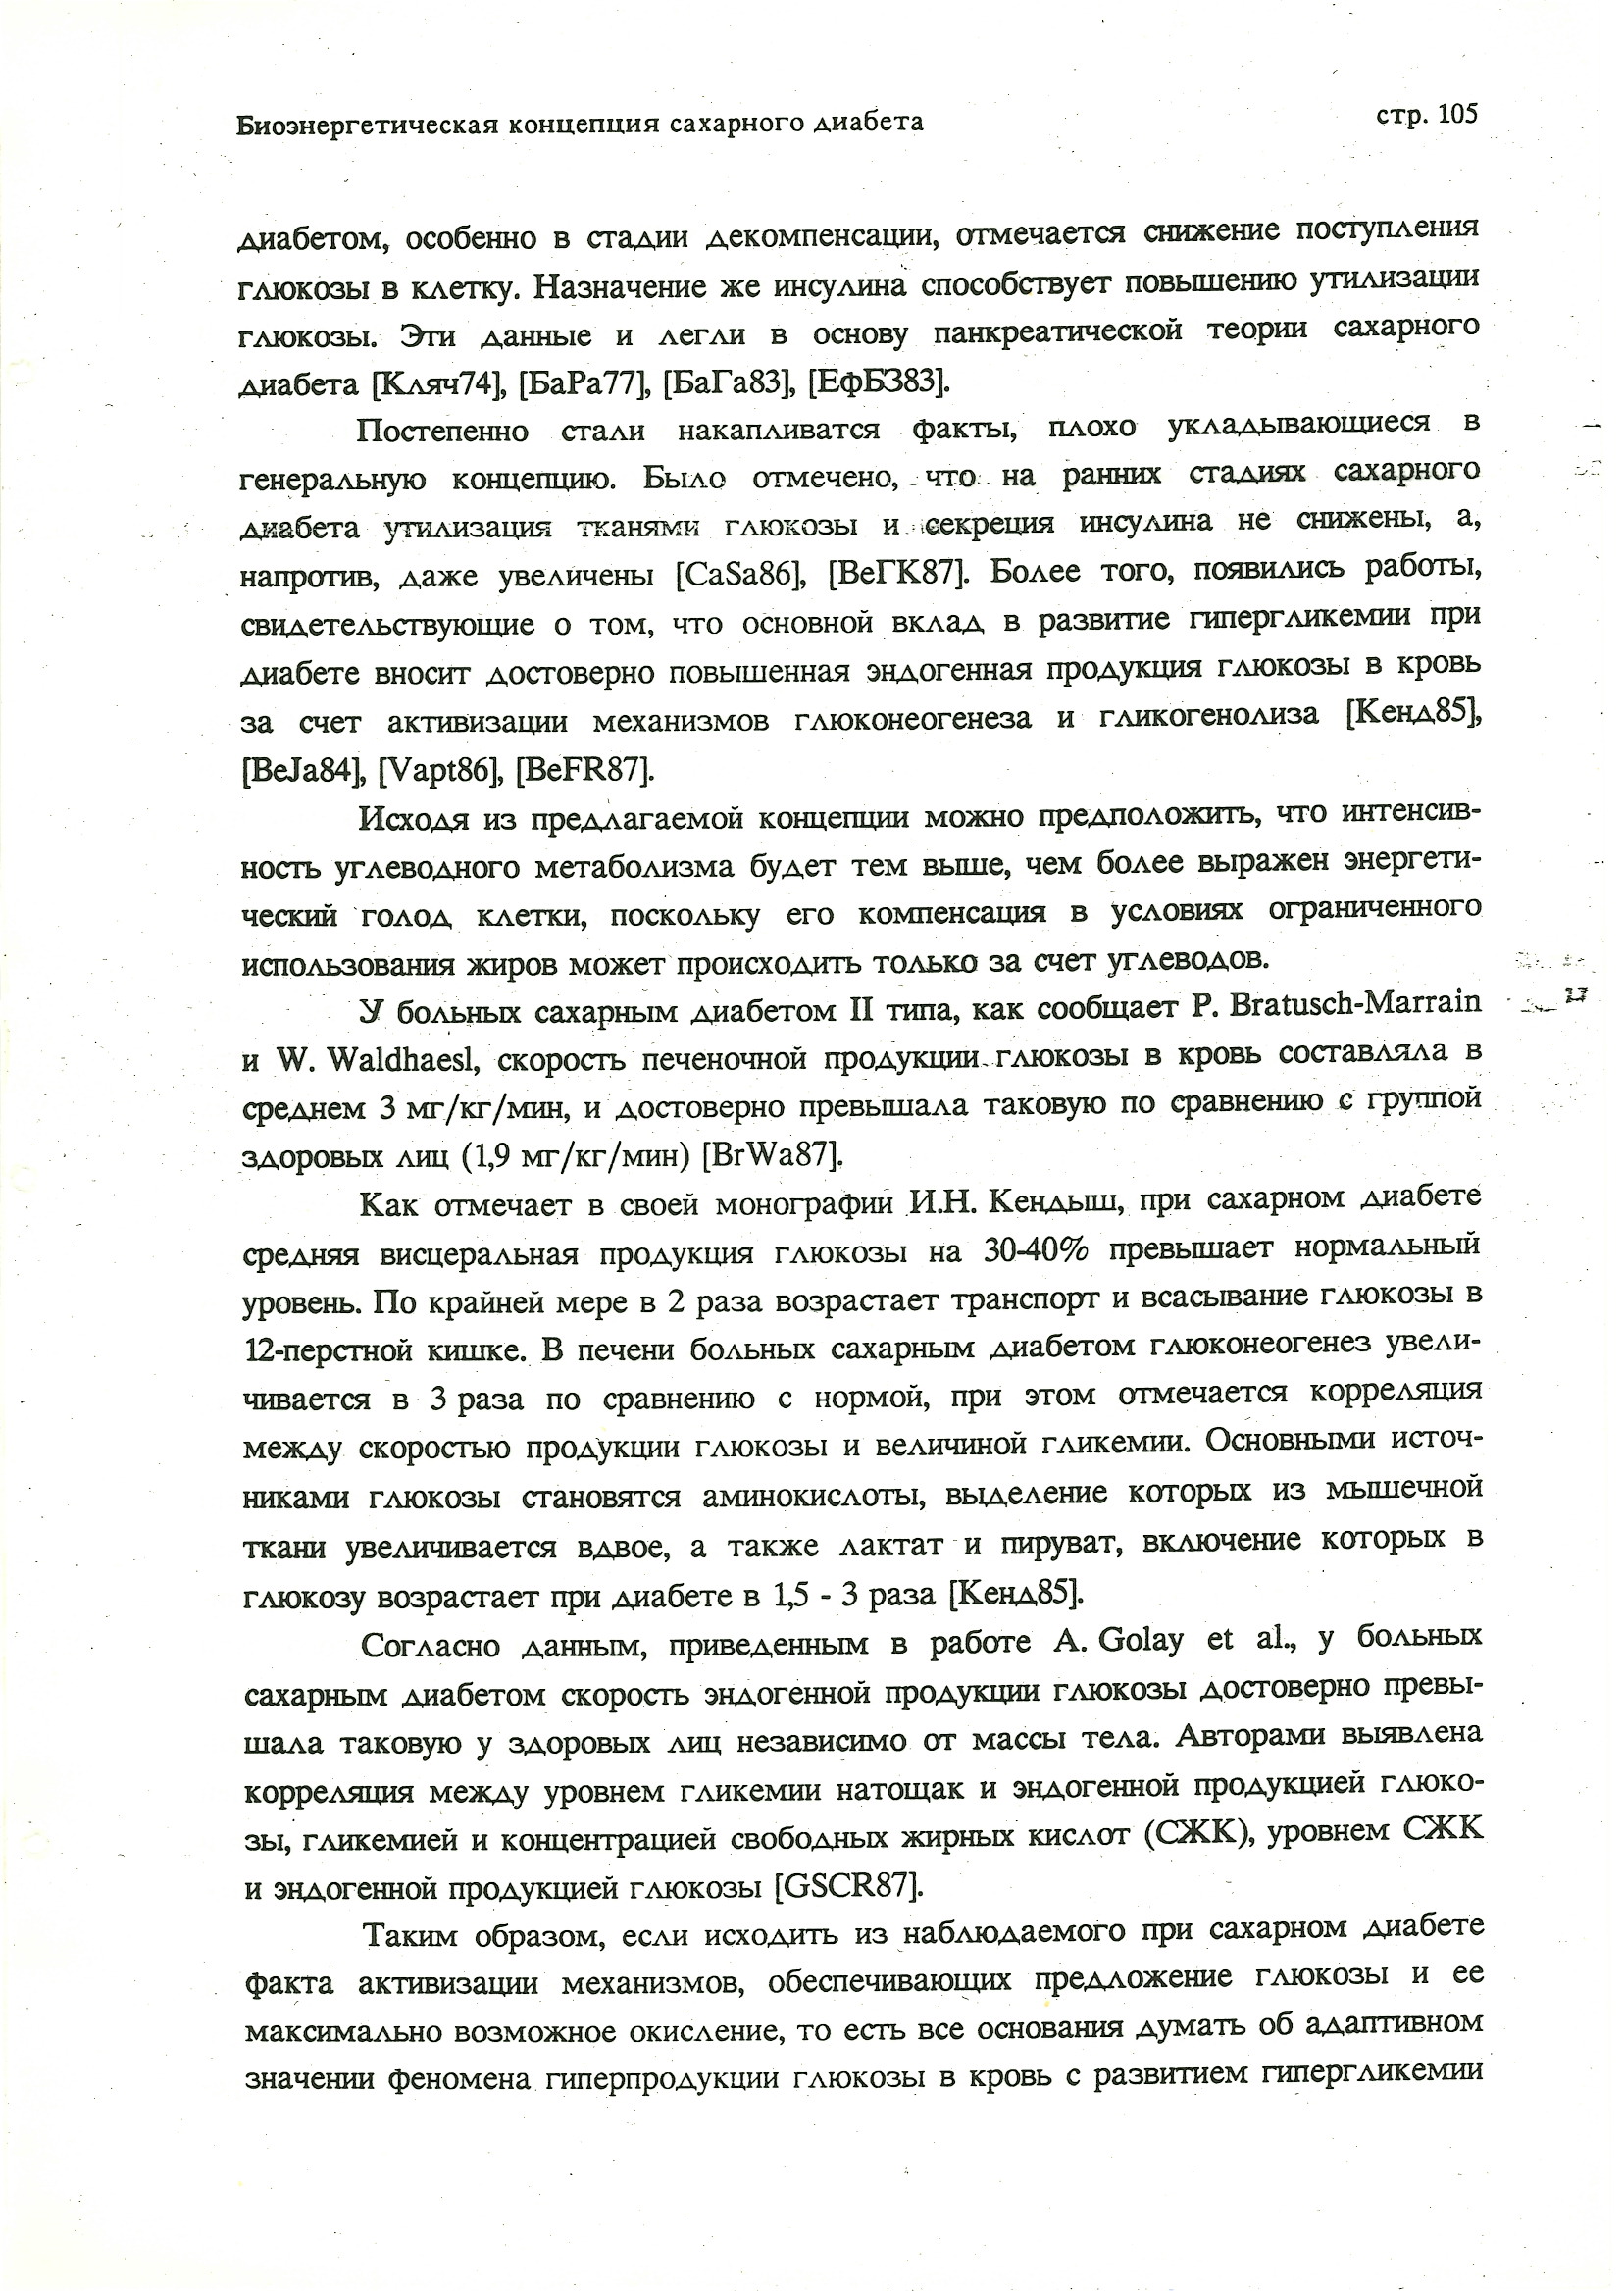 Биоэнергетическая концепция сахарного диабета стр. 105
диабетом, особенно в стадии декомпенсации, отмечается снижение поступления
глюкозы в клетку. Назначение же инсулина способствует повышению утилизации
глюкозы. Эти данные и легли в основу панкреатической теории сахарного
диабета [Кляч74], [БаРа77], [БаГа83], [ЕфБЗ83].
Постепенно стали накапливатся факты, плохо укладывающиеся в
генеральную концепцию. Было отмечено, что на ранних стадиях сахарного
диабета утилизация тканями глюкозы и секреция инсулина не снижены, а,
напротив, даже увеличены [CaSa86], [ВеГК87]. Более того, появились работы,
свидетельствующие о том, что основной вклад в развитие гипергликемии при
диабете вносит достоверно повышенная эндогенная продукция глюкозы в кровь
за счет активизации механизмов глюконеогенеза и гликогенолиза [Кенд85],
[BeJa84], [Vapt86], [BeFR87].
Исходя из предлагаемой концепции можно предположить, что интенсив-
ность углеводного метаболизма будет тем выше, чем более выражен энергети-
ческий голод клетки, поскольку его компенсация в условиях ограниченного
использования жиров может происходить только за счет углеводов.
У больных сахарным диабетом II типа, как сообщает P. Bratusch-Marrain
и W. Waldhaesl, скорость печеночной продукции глюкозы в кровь составляла в
среднем 3 мг/кг/мин, и достоверно превышала таковую по сравнению с группой
здоровых лиц (1,9 мг/кг/мин) [BrWa87].
Как отмечает в своей монографии И.Н. Кендыш, при сахарном диабете
средняя висцеральная продукция глюкозы на 30-40% превышает нормальный
уровень. По крайней мере в 2 раза возрастает транспорт и всасывание глюкозы в
12-перстной кишке. В печени больных сахарным диабетом глюконеогенез увели-
чивается в 3 раза по сравнению с нормой, при этом отмечается корреляция
между скоростью продукции глюкозы и величиной гликемии. Основными источ-
никами глюкозы становятся аминокислоты, выделение которых из мышечной
ткани увеличивается вдвое, а также лактат и пируват, включение которых в
глюкозу возрастает при диабете в 1,5 - 3 раза [Кенд85].
Согласно данным, приведенным в работе A. Golay et al., у больных
сахарным диабетом скорость эндогенной продукции глюкозы достоверно превы-
шала таковую у здоровых лиц независимо от массы тела. Авторами выявлена
корреляция между уровнем гликемии натощак и эндогенной продукцией глюко-
зы, гликемией и концентрацией свободных жирных кислот (СЖК), уровнем СЖК
и эндогенной продукцией глюкозы [GSCR87].
Таким образом, если исходить из наблюдаемого при сахарном диабете
факта активизации механизмов, обеспечивающих предложение глюкозы и ее
максимально возможное окисление, то есть все основания думать об адаптивном
значении феномена гиперпродукции глюкозы в кровь с развитием гипергликемии